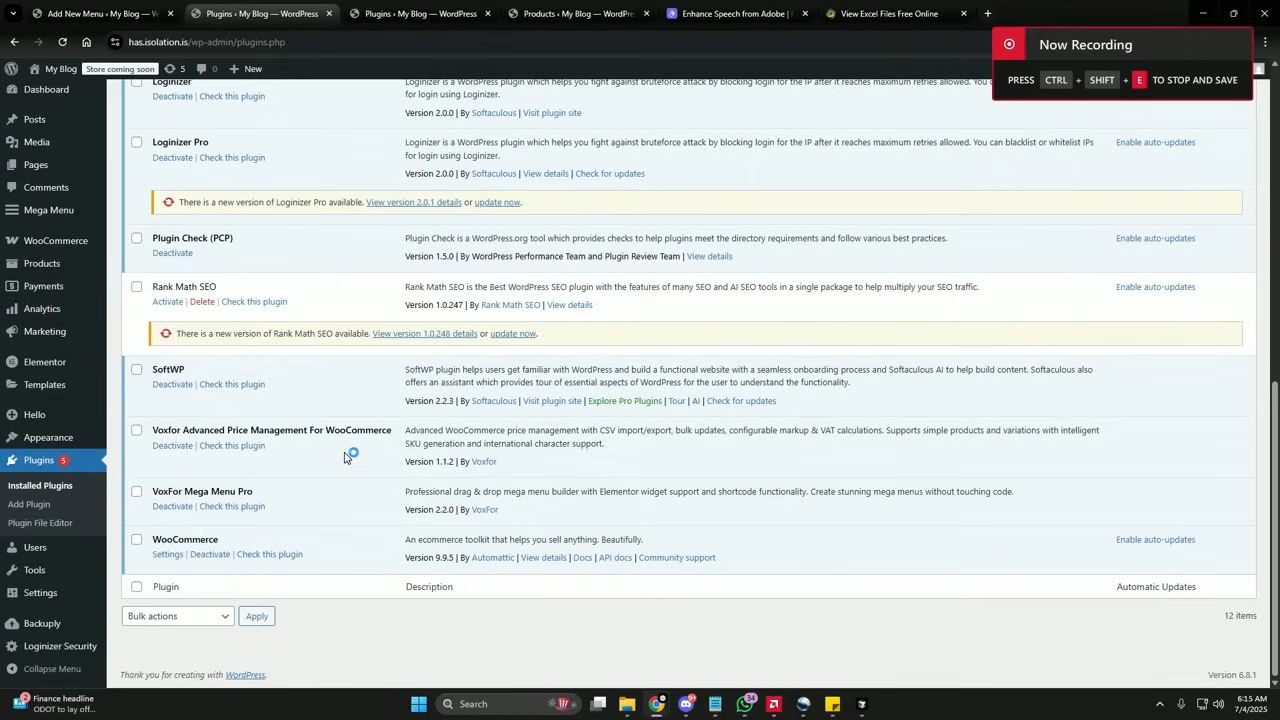 Add New Menu ‹ My Blog — Wor
Plugins ‹ My Blog — WordPress
Plugins ‹ My Blog — WordPress
Products ‹ My Blog — WordPre
Enhance Speech from Adobe |
View Excel Files Free Online
has.isolation.is/wp-admin/plugins.php
Now Recording
PRESS CTRL + SHIFT + E TO STOP AND SAVE
My Blog Store coming soon 5 0 New
Dashboard
Posts
Media
Pages
Comments
Mega Menu
WooCommerce
Products
Payments
Analytics
Marketing
Elementor
Templates
Hello
Appearance
Plugins 5
Installed Plugins
Add Plugin
Plugin File Editor
Users
Tools
Settings
Backuply
Loginizer Security
Collapse Menu
Loginizer
Deactivate | Check this plugin
Loginizer is a WordPress plugin which helps you fight against bruteforce attack by blocking login for the IP after it reaches maximum retries allowed. You can blacklist or whitelist IPs
for login using Loginizer.
Version 2.0.0 | By Softaculous | Visit plugin site
Loginizer Pro
Deactivate | Check this plugin
Loginizer is a WordPress plugin which helps you fight against bruteforce attack by blocking login for the IP after it reaches maximum retries allowed. You can blacklist or whitelist IPs
for login using Loginizer.
Version 2.0.0 | By Softaculous | View details | Check for updates
Enable auto-updates
There is a new version of Loginizer Pro available. View version 2.0.1 details or update now.
Plugin Check (PCP)
Deactivate
Plugin Check is a WordPress.org tool which provides checks to help plugins meet the directory requirements and follow various best practices.
Version 1.5.0 | By WordPress Performance Team and Plugin Review Team | View details
Enable auto-updates
Rank Math SEO
Activate | Delete | Check this plugin
Rank Math SEO is the Best WordPress SEO plugin with the features of many SEO and AI SEO tools in a single package to help multiply your SEO traffic.
Version 1.0.247 | By Rank Math SEO | View details
Enable auto-updates
There is a new version of Rank Math SEO available. View version 1.0.248 details or update now.
SoftWP
Deactivate | Check this plugin
SoftWP plugin helps users get familiar with WordPress and build a functional website with a seamless onboarding process and Softaculous AI to help build content. Softaculous also
offers an assistant which provides tour of essential aspects of WordPress for the user to understand the functionality.
Version 2.2.3 | By Softaculous | Visit plugin site | Explore Pro Plugins | Tour | AI | Check for updates
Voxfor Advanced Price Management For WooCommerce
Deactivate | Check this plugin
Advanced WooCommerce price management with CSV import/export, bulk updates, configurable markup & VAT calculations. Supports simple products and variations with intelligent
SKU generation and international character support.
Version 1.1.2 | By Voxfor
VoxFor Mega Menu Pro
Deactivate | Check this plugin
Professional drag & drop mega menu builder with Elementor widget support and shortcode functionality. Create stunning mega menus without touching code.
Version 2.2.0 | By VoxFor
WooCommerce
Settings | Deactivate | Check this plugin
An ecommerce toolkit that helps you sell anything. Beautifully.
Version 9.9.5 | By Automattic | View details | Docs | API docs | Community support
Enable auto-updates
Plugin Description Automatic Updates
Bulk actions Apply
12 items
Thank you for creating with WordPress.
Version 6.8.1
2
Finance headline
ODOT to lay off...
Search
9+
6:15 AM
7/4/2025